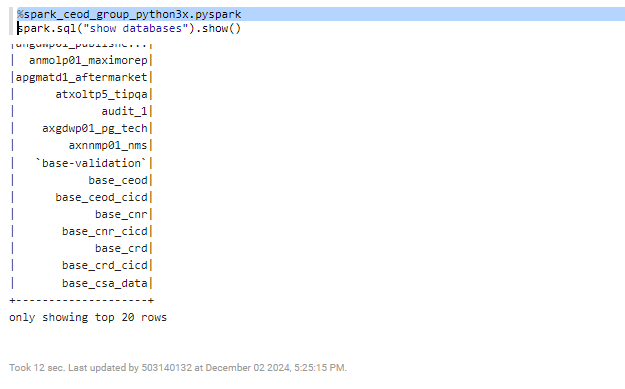 %spark_ceod_group_python3x.pyspark
spark.sql("show databases").show()
| anmolp01_maximorep|
|apgmatd1_aftermarket|
| atxoltp5_tipqa|
| audit_1|
| axgdwp01_pg_tech|
| axnnmp01_nms|
| `base-validation`|
| base_ceod|
| base_ceod_cicd|
| base_cnr|
| base_cnr_cicd|
| base_crd|
| base_crd_cicd|
| base_csa_data|
+--------------------+
only showing top 20 rows
Took 12 sec. Last updated by 503140132 at December 02 2024, 5:25:15 PM.